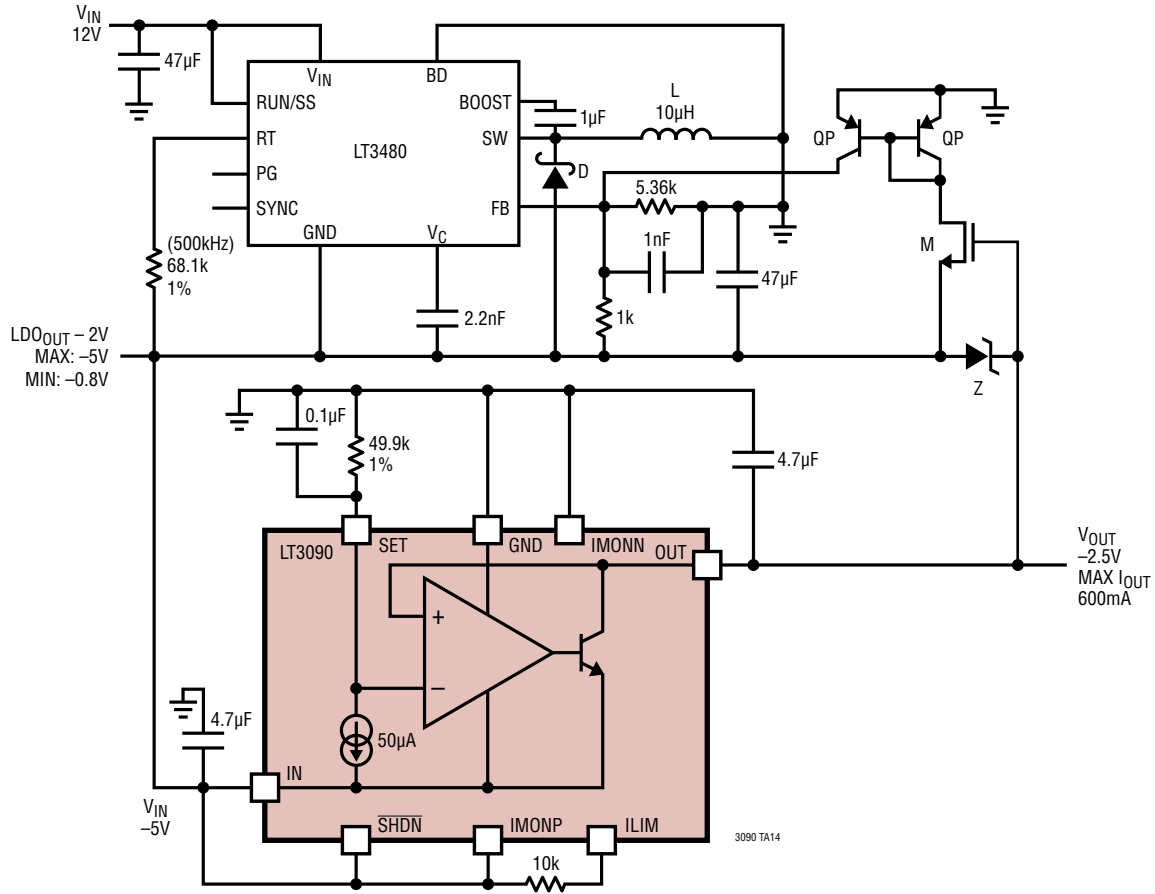 VIN
12V
47µF
VIN
BD
RUN/SS
BOOST
1µF
L
10µH
RT
SW
LT3480
QP
QP
PG
D
5.36k
SYNC
FB
GND
VC
1nF
M
(500kHz)
68.1k
1%
47µF
2.2nF
1k
LDOOUT – 2V
MAX: –5V
MIN: –0.8V
Z
0.1µF
49.9k
1%
4.7µF
LT3090
SET
GND
IMONN
OUT
VOUT
–2.5V
MAX IOUT
600mA
+
–
4.7µF
50µA
IN
VIN
–5V
SHDN
IMONP
ILIM
3090 TA14
10k